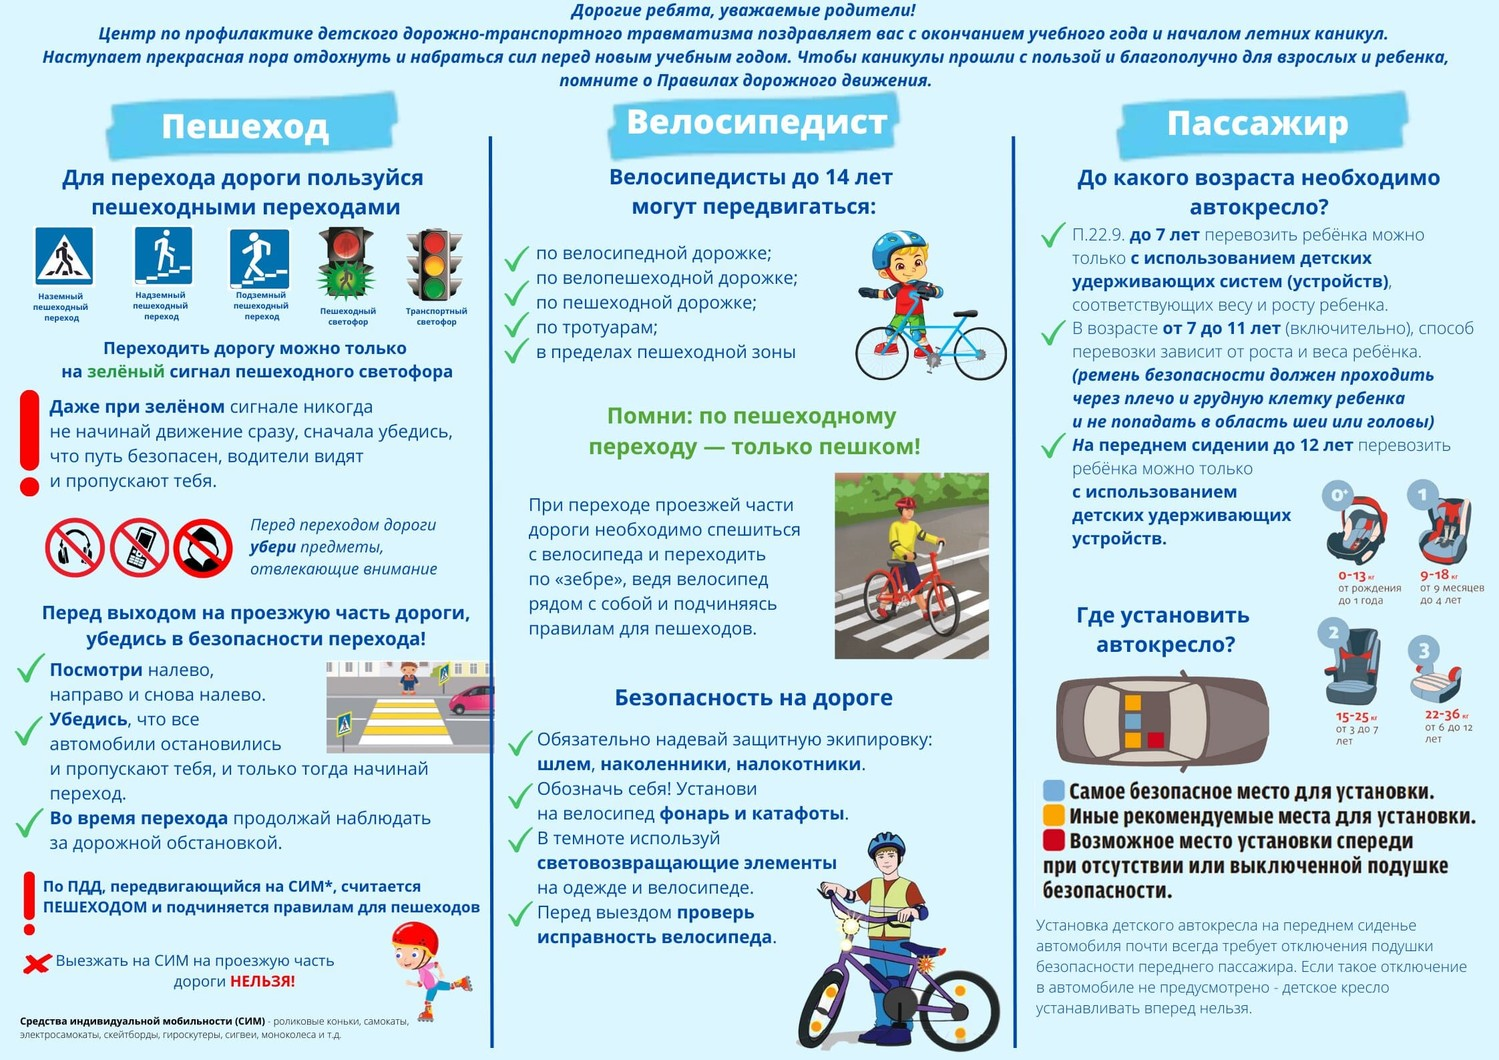 Дорогие ребята, уважаемые родители!
Центр по профилактике детского дорожно-транспортного травматизма поздравляет вас с окончанием учебного года и началом летних каникул.
Наступает прекрасная пора отдохнуть и набраться сил перед новым учебным годом. Чтобы каникулы прошли с пользой и благополучно для взрослых и ребенка,
помните о Правилах дорожного движения.
Пешеход
Для перехода дороги пользуйся
пешеходными переходами
Наземный
пешеходный
переход
Надземный
пешеходный
переход
Подземный
пешеходный
переход
Пешеходный
светофор
Транспортный
светофор
Переходить дорогу можно только
на зелёный сигнал пешеходного светофора
Даже при зелёном сигнале никогда
не начинай движение сразу, сначала убедись,
что путь безопасен, водители видят
и пропускают тебя.
Перед переходом дороги
убери предметы,
отвлекающие внимание
Перед выходом на проезжую часть дороги,
убедись в безопасности перехода!
Посмотри налево,
направо и снова налево.
Убедись, что все
автомобили остановились
и пропускают тебя, и только тогда начинай
переход.
Во время перехода продолжай наблюдать
за дорожной обстановкой.
По ПДД, передвигающийся на СИМ*, считается
ПЕШЕХОДОМ и подчиняется правилам для пешеходов
Выезжать на СИМ на проезжую часть
дороги НЕЛЬЗЯ!
Средства индивидуальной мобильности (СИМ) - роликовые коньки, самокаты,
электросамокаты, скейтборды, гироскутеры, сигвеи, моноколеса и т.д.
Велосипедист
Велосипедисты до 14 лет
могут передвигаться:
по велосипедной дорожке;
по велопешеходной дорожке;
по пешеходной дорожке;
по тротуарам;
в пределах пешеходной зоны
Помни: по пешеходному
переходу — только пешком!
При переходе проезжей части
дороги необходимо спешиться
с велосипеда и переходить
по «зебре», ведя велосипед
рядом с собой и подчиняясь
правилам для пешеходов.
Безопасность на дороге
Обязательно надевай защитную экипировку:
шлем, наколенники, налокотники.
Обозначь себя! Установи
на велосипед фонарь и катафоты.
В темноте используй
световозвращающие элементы
на одежде и велосипеде.
Перед выездом проверь
исправность велосипеда.
Пассажир
До какого возраста необходимо
автокресло?
П.22.9. до 7 лет перевозить ребёнка можно
только с использованием детских
удерживающих систем (устройств),
соответствующих весу и росту ребенка.
В возрасте от 7 до 11 лет (включительно), способ
перевозки зависит от роста и веса ребёнка.
(ремень безопасности должен проходить
через плечо и грудную клетку ребенка
и не попадать в область шеи или головы)
На переднем сидении до 12 лет перевозить
ребёнка можно только
с использованием
детских удерживающих
устройств.
0+
0-13 кг
от рождения
до 1 года
1
9-18 кг
от 9 месяцев
до 4 лет
2
15-25 кг
от 3 до 7
лет
3
22-36 кг
от 6 до 12
лет
Где установить
автокресло?
Самое безопасное место для установки.
Иные рекомендуемые места для установки.
Возможное место установки спереди
при отсутствии или выключенной подушке
безопасности.
Установка детского автокресла на переднем сиденье
автомобиля почти всегда требует отключения подушки
безопасности переднего пассажира. Если такое отключение
в автомобиле не предусмотрено - детское кресло
устанавливать вперед нельзя.